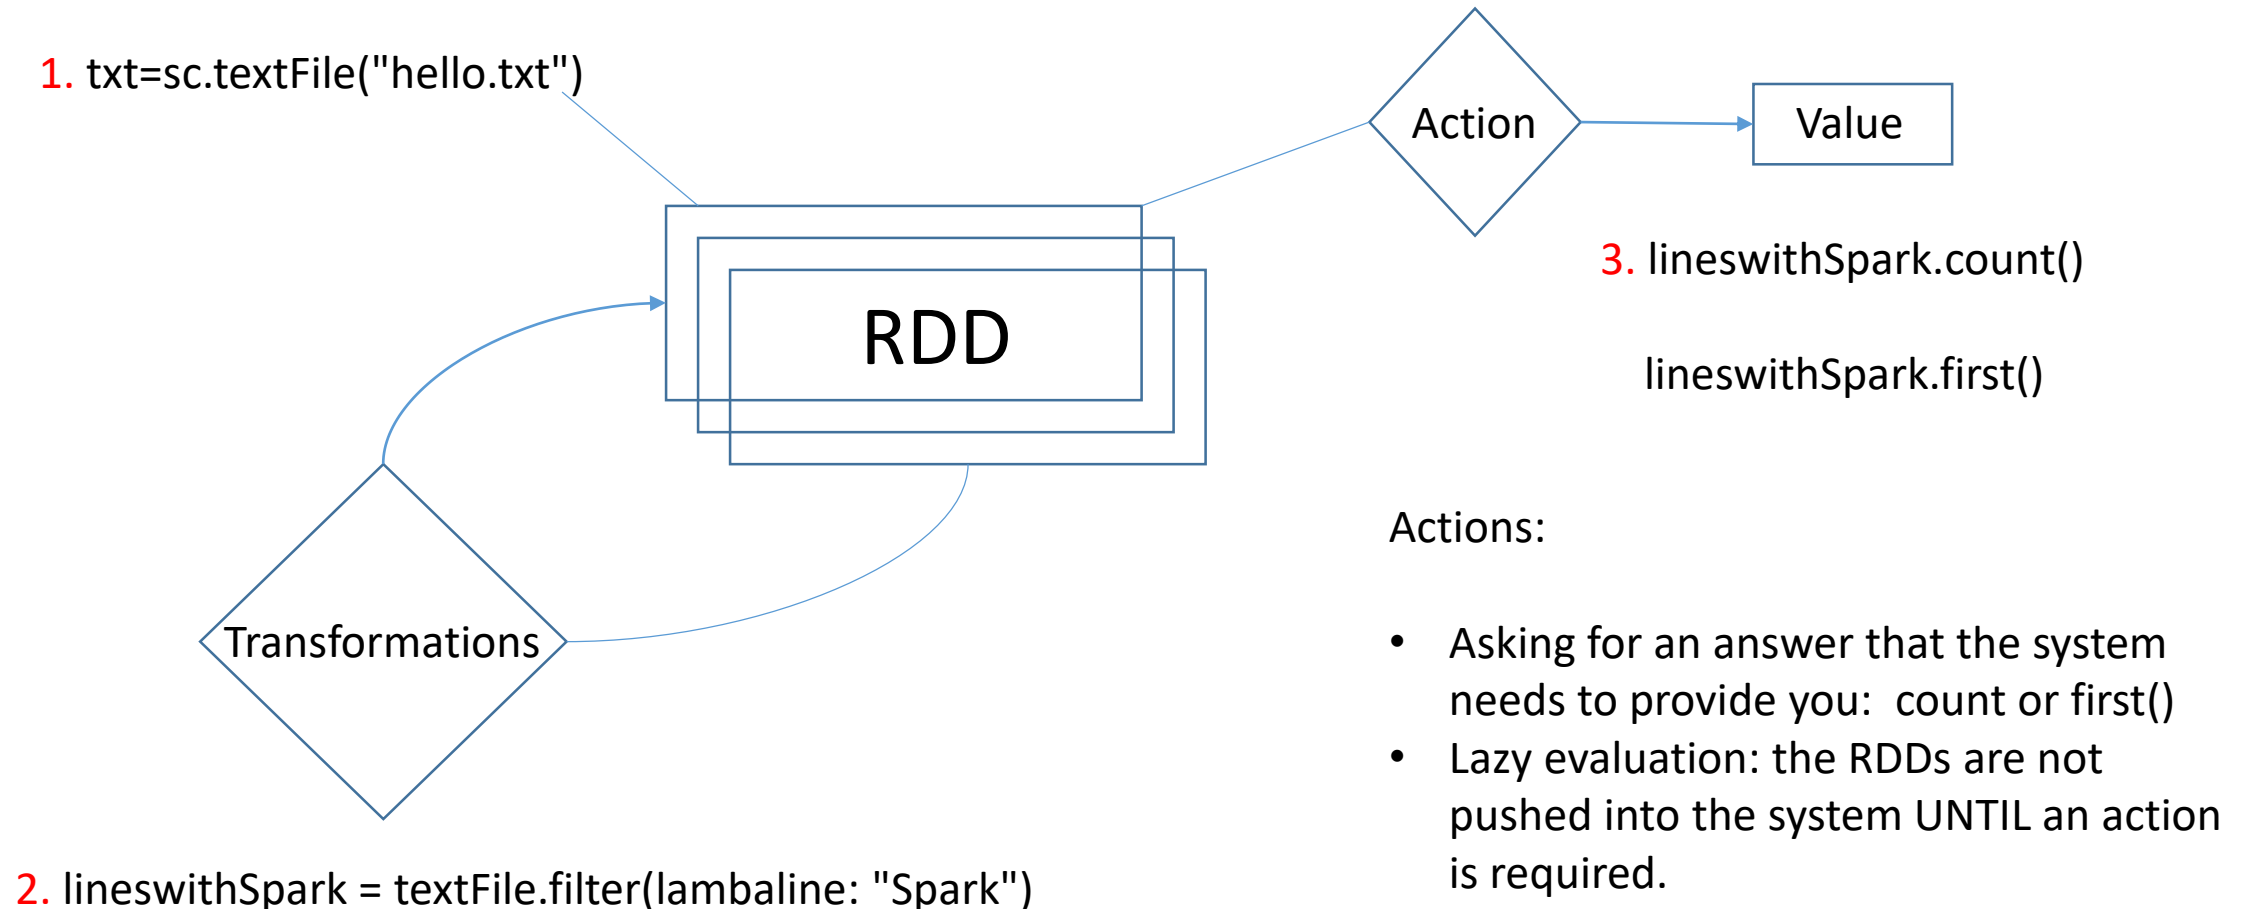 1. txt=sc.textFile("hello.txt")
Action
Value
RDD
3. lineswithSpark.count()
lineswithSpark.first()
Transformations
2. lineswithSpark = textFile.filter(lambaline: "Spark")
Actions:
• Asking for an answer that the system
needs to provide you:  count or first()
• Lazy evaluation: the RDDs are not
pushed into the system UNTIL an action
is required.